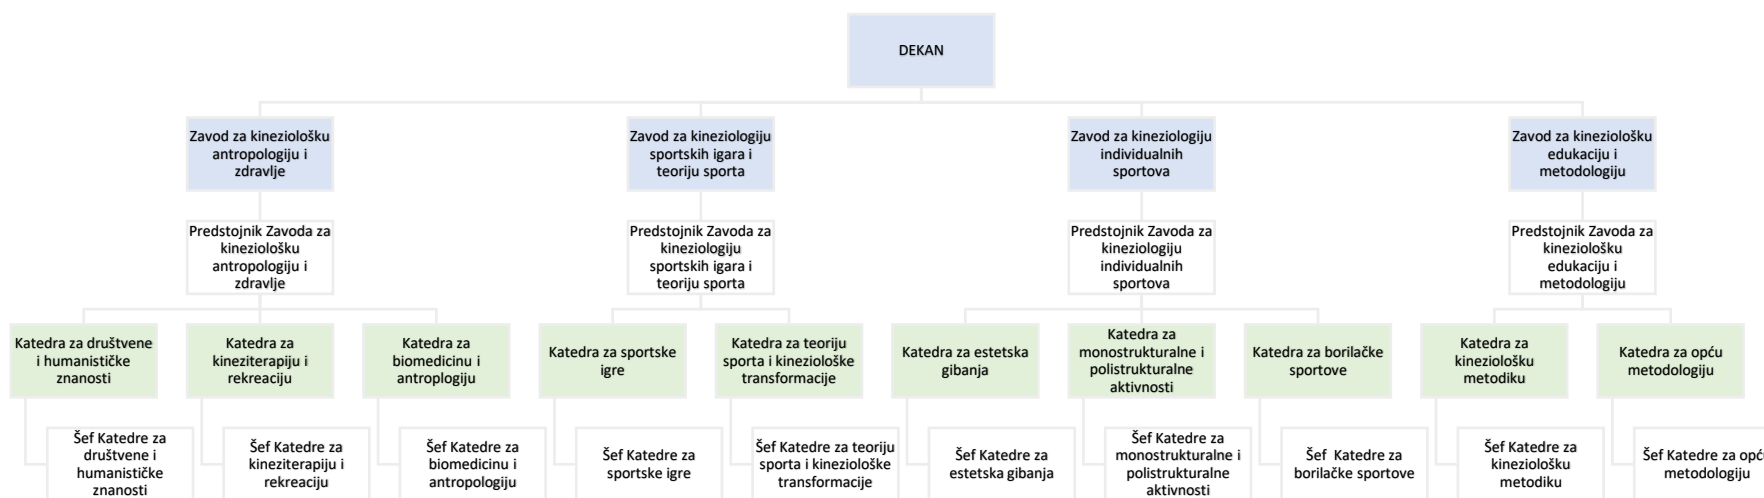 DEKAN
Zavod za kineziološku
antropologiju i
zdravlje
Zavod za kineziologiju
sportskih igara i
teoriju sporta
Zavod za kineziologiju
individualnih
sportova
Zavod za kineziološku
edukaciju i
metodologiju
Predstojnik Zavoda za
kineziološku
antropologiju i
zdravlje
Predstojnik Zavoda za
kineziologiju
sportskih igara i
teoriju sporta
Predstojnik Zavoda za
kineziologiju
individualnih
sportova
Predstojnik Zavoda za
kineziološku
edukaciju i
metodologiju
Katedra za društvene
i humanističke
znanosti
Katedra za
kineziterapiju i
rekreaciju
Katedra za
biomedicinu i
antroplogiju
Katedra za sportske
igre
Katedra za teoriju
sporta i kineziološke
transformacije
Katedra za estetska
gibanja
Katedra za
monostrukturalne i
polistrukturalne
aktivnosti
Katedra za borilačke
sportove
Katedra za
kineziološku
metodiku
Katedra za opću
metodologiju
Šef Katedre za
društvene i
humanističke
znanosti
Šef Katedre za
kineziterapiju i
rekreaciju
Šef Katedre za
biomedicinu i
antropologiju
Šef Katedre za
sportske igre
Šef Katedre za teoriju
sporta i kineziološke
transformacije
Šef Katedre za
estetska gibanja
Šef Katedre za
monostrukturalne i
polistrukturalne
aktivnosti
Šef  Katedre za
borilačke sportove
Šef Katedre za
kineziološku
metodiku
Šef Katedre za opću
metodologiju